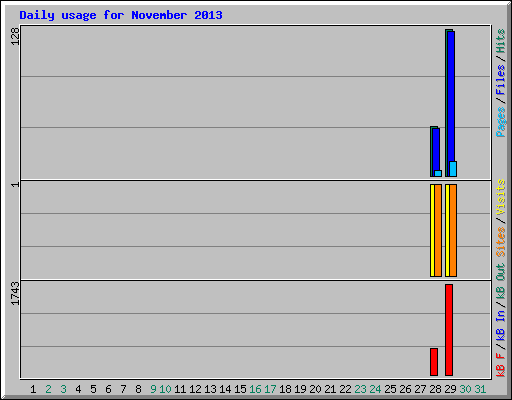 Daily usage for November 2013
128
1
1743
Pages/Files/Hits
Sites/Visits
kB F/kB In/kB Out
1 2 3 4 5 6 7 8 9 10 11 12 13 14 15 16 17 18 19 20 21 22 23 24 25 26 27 28 29 30 31